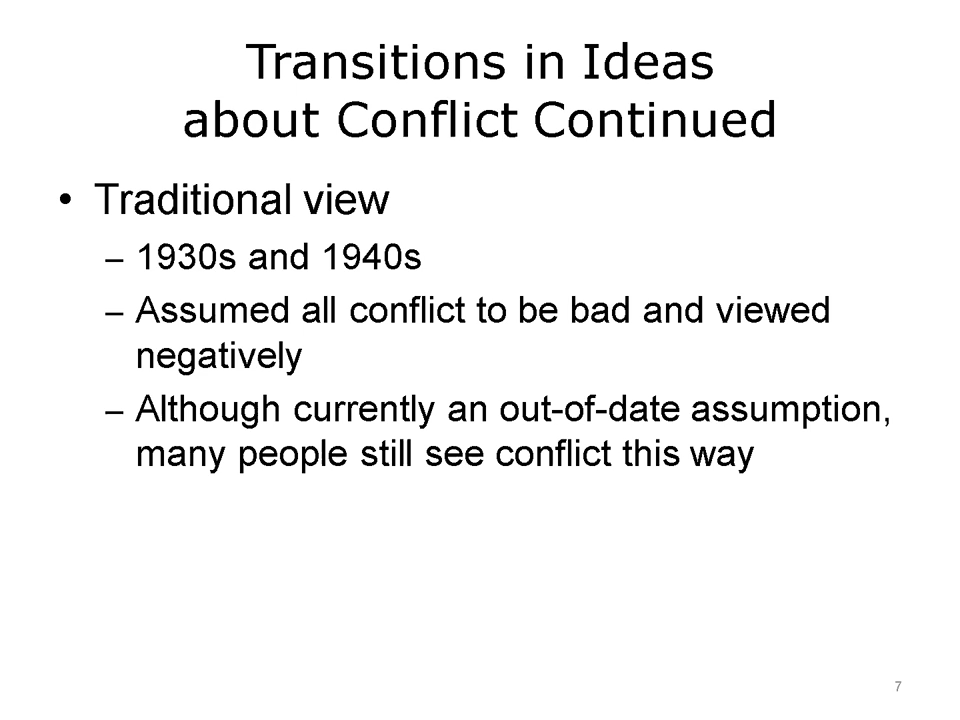 Transitions in Ideas
about Conflict Continued
• Traditional view
– 1930s and 1940s
– Assumed all conflict to be bad and viewed
negatively
– Although currently an out-of-date assumption,
many people still see conflict this way
7